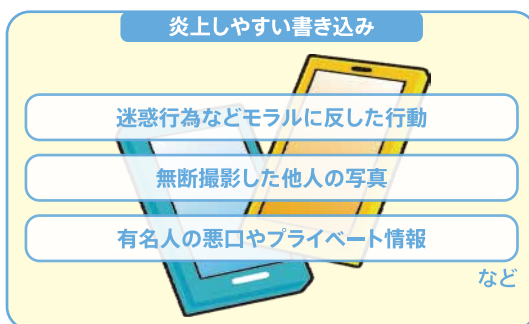 炎上しやすい書き込み
迷惑行為などモラルに反した行動
無断撮影した他人の写真
有名人の悪口やプライベート情報
など